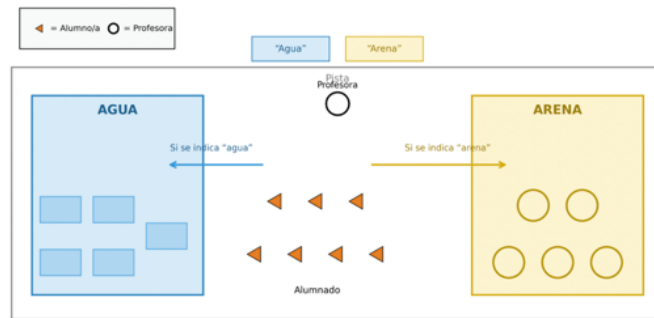 = Alumno/a = Profesora
"Agua" "Arena"
Pista
Profesora
AGUA
ARENA
Si se indica "agua"
Si se indica "arena"
Alumnado